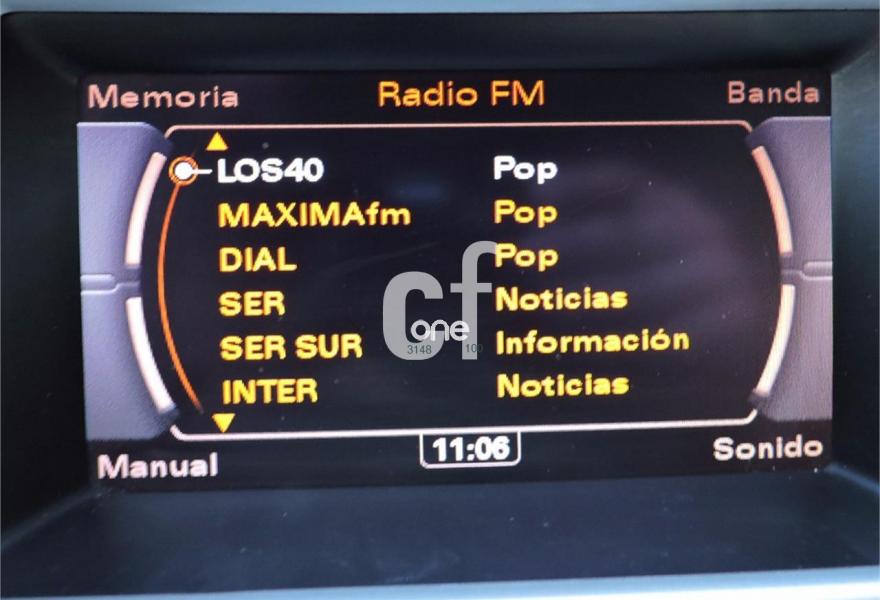 Memoria Radio FM Banda
LOS40 Pop
MAXIMAfm Pop
DIAL Pop
SER Noticias
SER SUR Información
INTER Noticias
Manual 11:06 Sonido
cf
one
3148 100